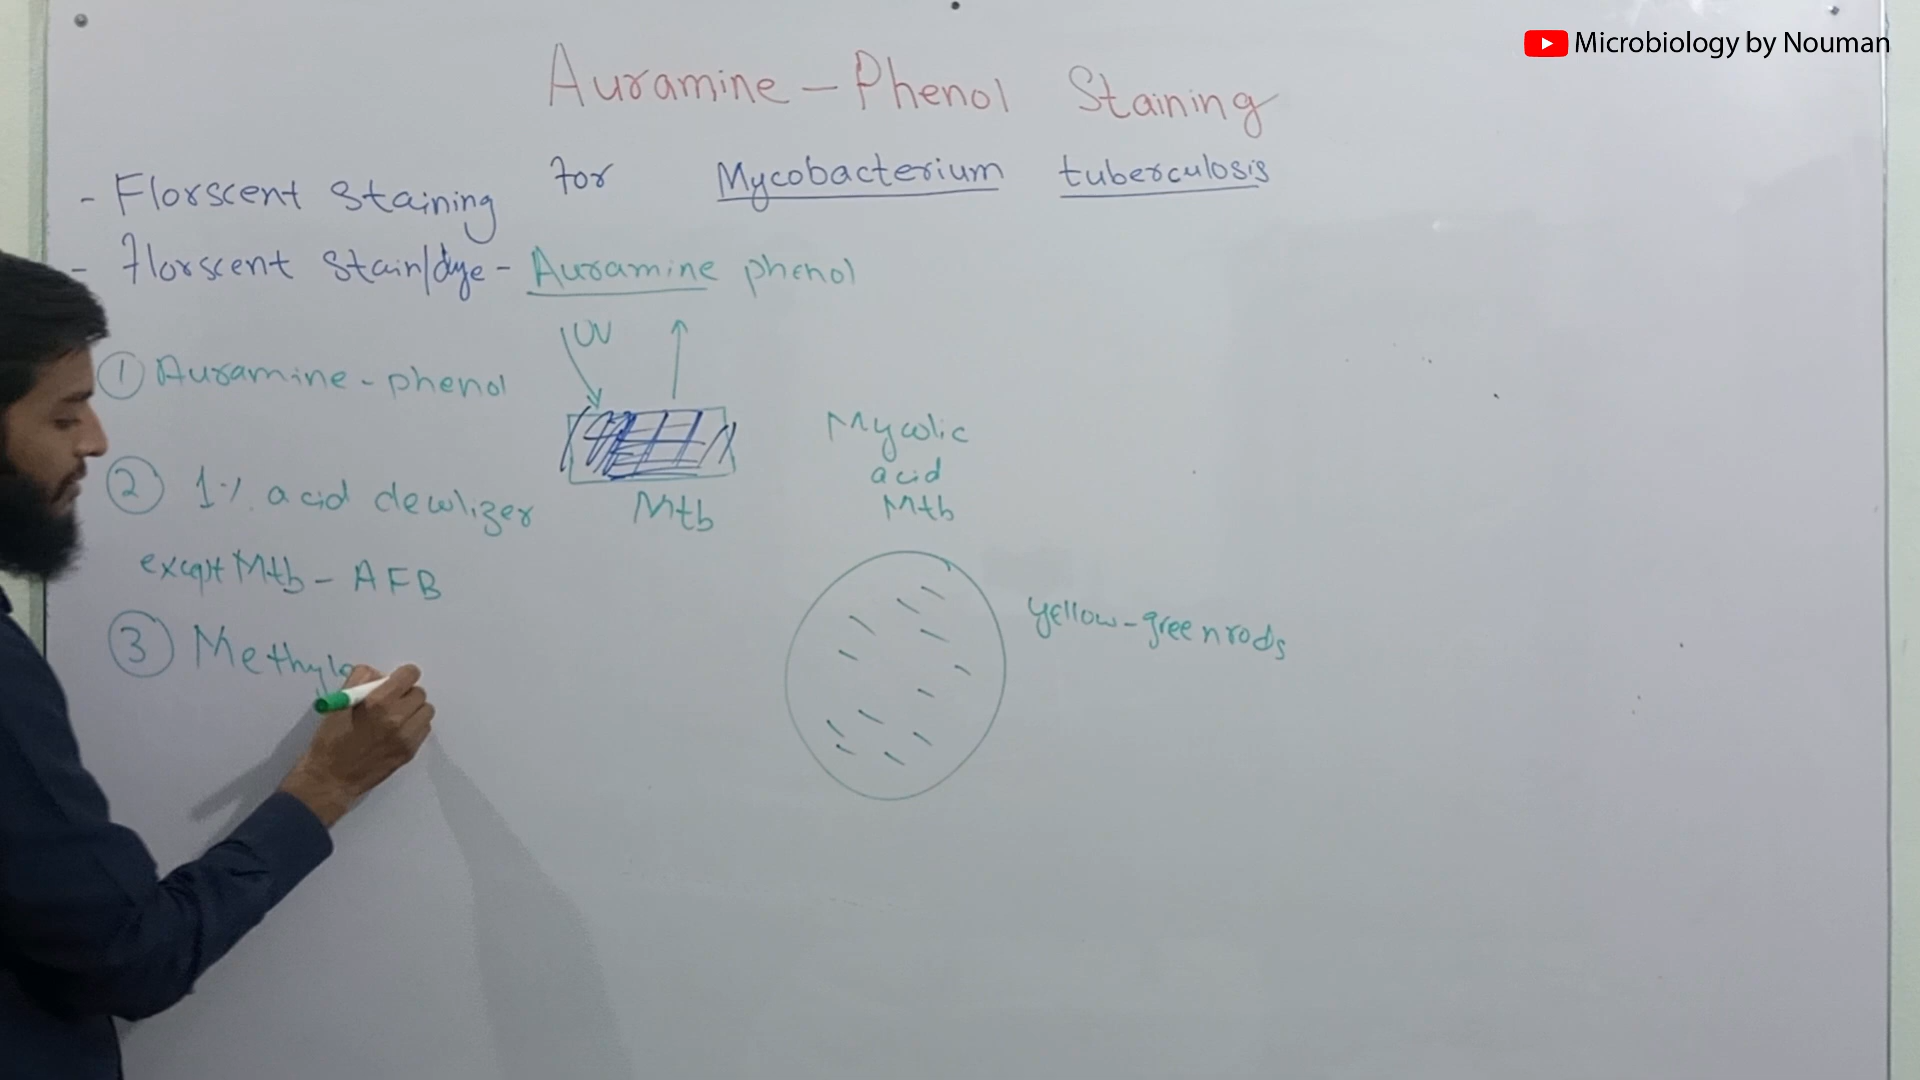 Microbiology by Nouman
Auramine - Phenol Staining
for Mycobacterium tuberculosis
- Florscent Staining
- Florscent Stain/dye - Auramine phenol
UV
① Auramine - phenol
Mycolic
acid
Mtb
② 1% acid decolizer
Mtb
except Mtb - AFB
③ Methyle
yellow-green rods